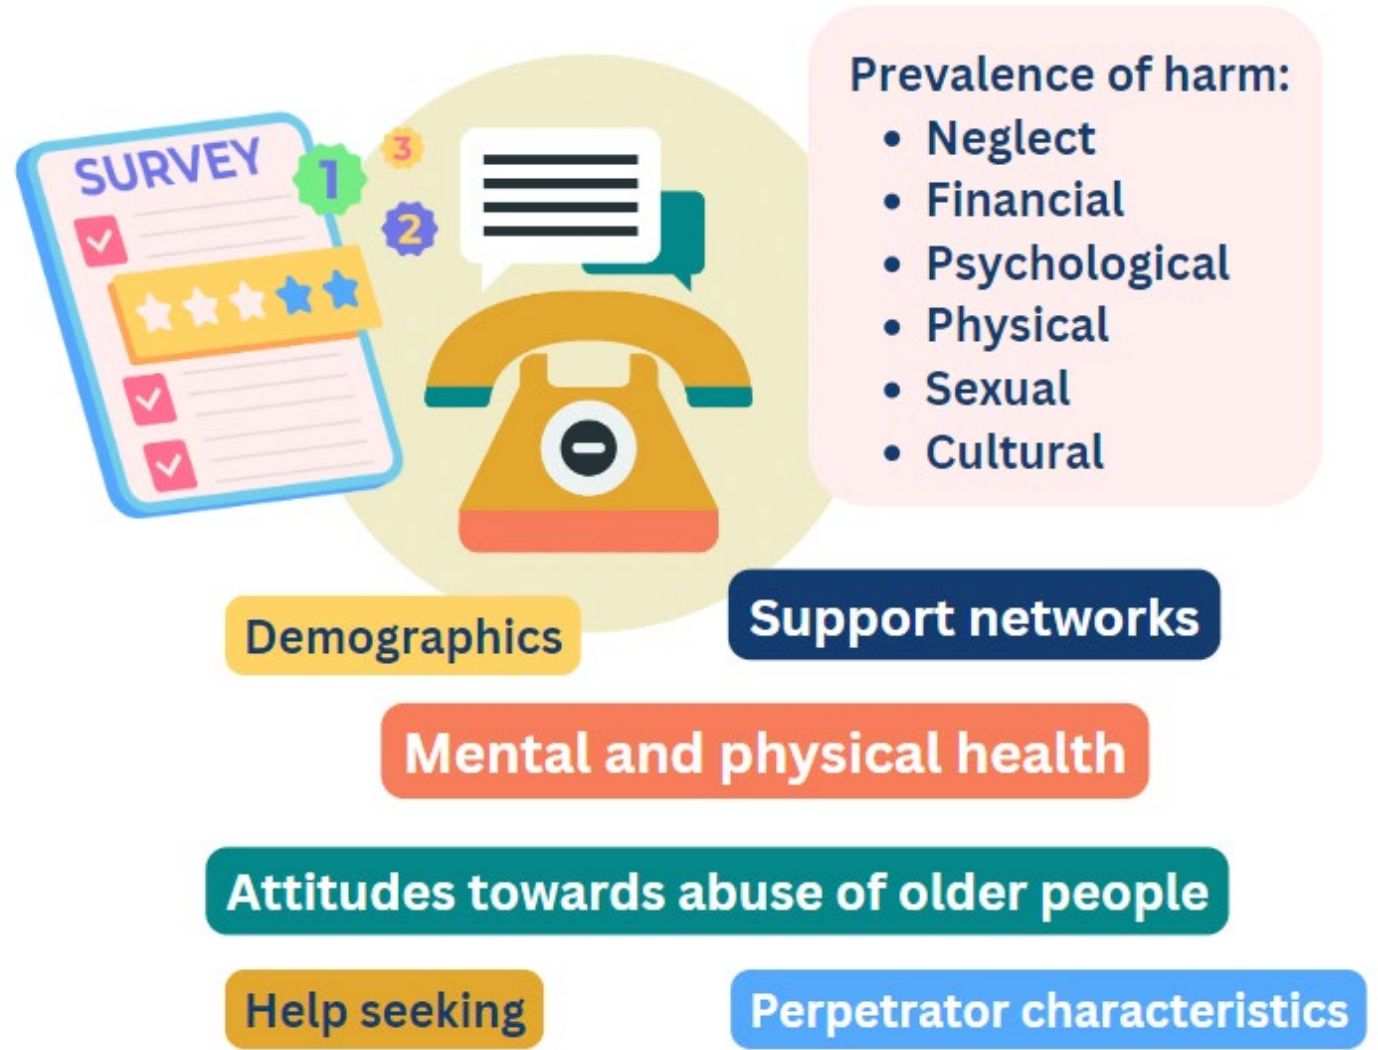 SURVEY
1
3
2
Prevalence of harm:
• Neglect
• Financial
• Psychological
• Physical
• Sexual
• Cultural
Demographics
Support networks
Mental and physical health
Attitudes towards abuse of older people
Help seeking
Perpetrator characteristics